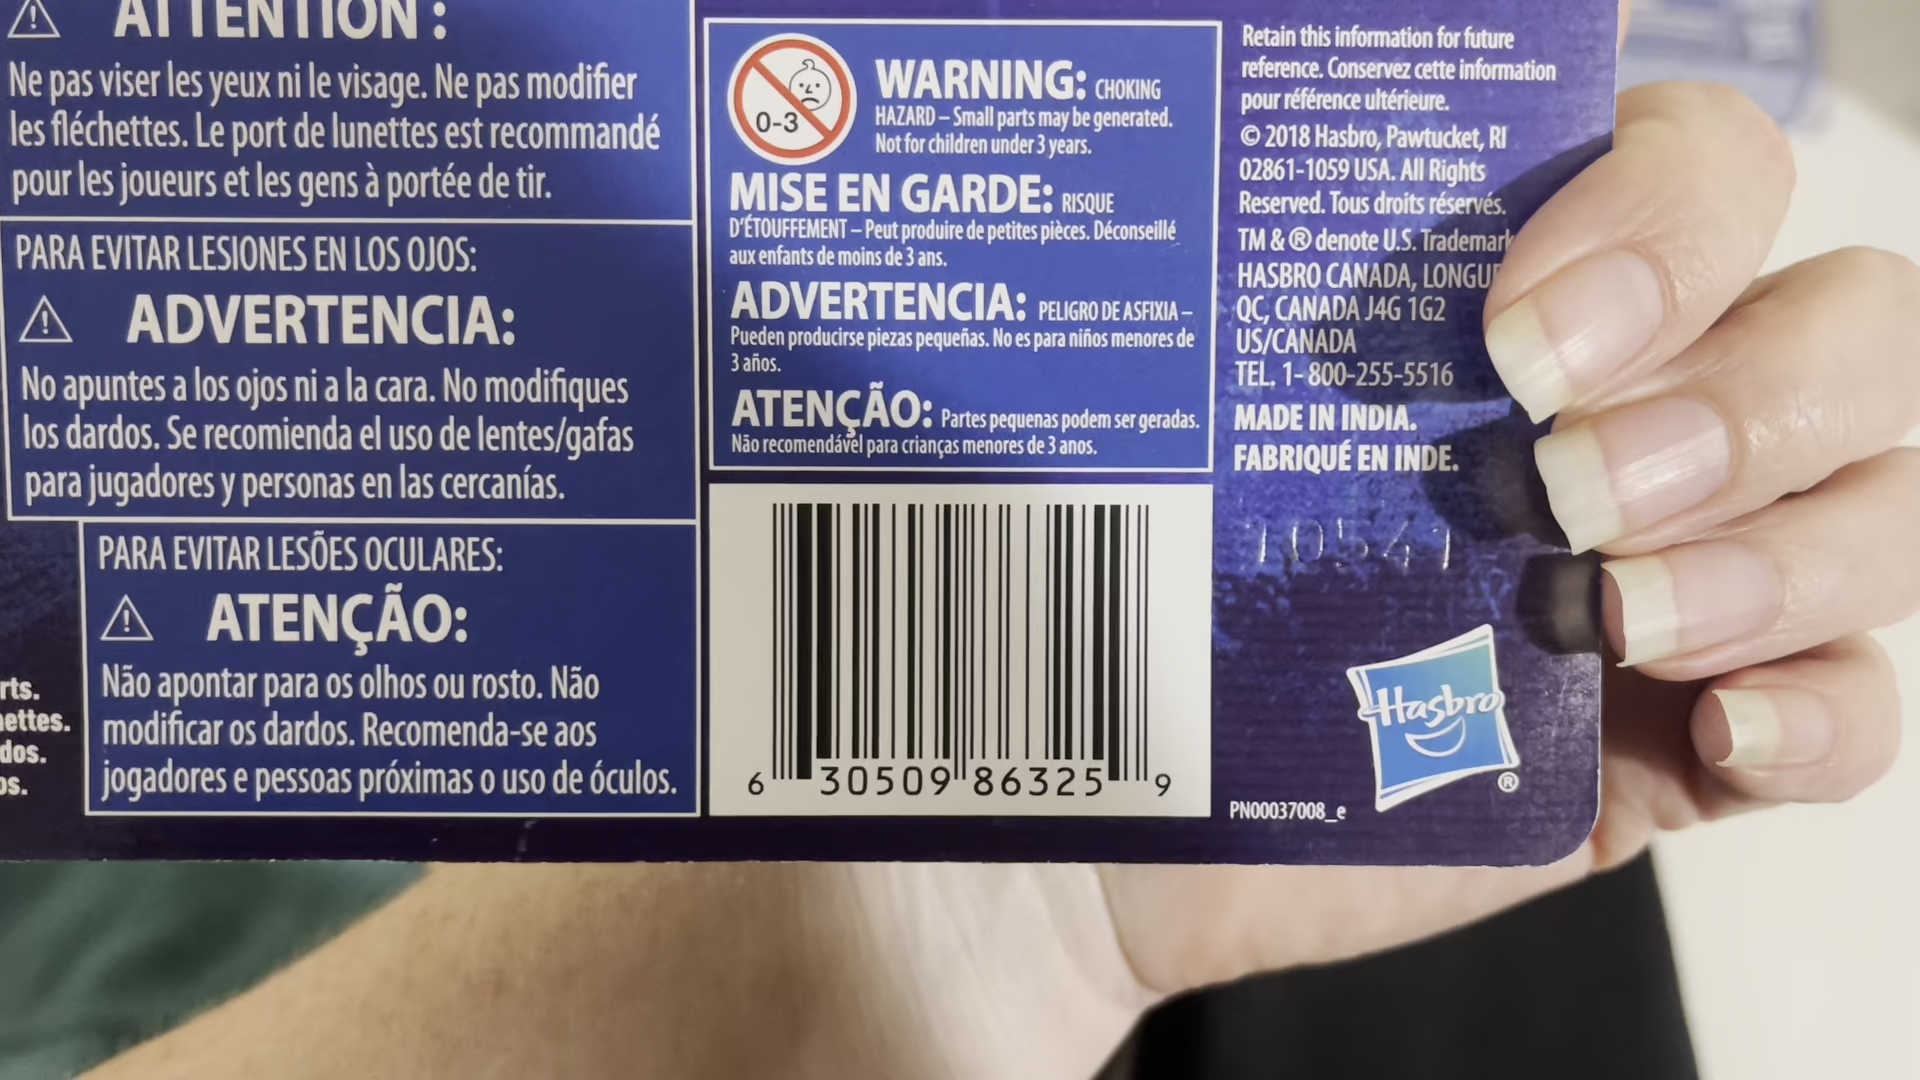 ATTENTION :
Ne pas viser les yeux ni le visage. Ne pas modifier
les fléchettes. Le port de lunettes est recommandé
pour les joueurs et les gens à portée de tir.
PARA EVITAR LESIONES EN LOS OJOS:
ADVERTENCIA:
No apuntes a los ojos ni a la cara. No modifiques
los dardos. Se recomienda el uso de lentes/gafas
para jugadores y personas en las cercanías.
PARA EVITAR LESÕES OCULARES:
ATENÇÃO:
Não apontar para os olhos ou rosto. Não
modificar os dardos. Recomenda-se aos
jogadores e pessoas próximas o uso de óculos.
0-3
WARNING: CHOKING
HAZARD – Small parts may be generated.
Not for children under 3 years.
MISE EN GARDE: RISQUE
D'ÉTOUFFEMENT – Peut produire de petites pièces. Déconseillé
aux enfants de moins de 3 ans.
ADVERTENCIA: PELIGRO DE ASFIXIA –
Pueden producirse piezas pequeñas. No es para niños menores de
3 años.
ATENÇÃO: Partes pequenas podem ser geradas.
Não recomendável para crianças menores de 3 anos.
6 30509 86325 9
Retain this information for future
reference. Conservez cette information
pour référence ultérieure.
© 2018 Hasbro, Pawtucket, RI
02861-1059 USA. All Rights
Reserved. Tous droits réservés.
TM & ® denote U.S. Trademark
HASBRO CANADA,
QC, CANADA J4G 1G2
US/CANADA
TEL. 1-800-255-5516
MADE IN INDIA.
FABRIQUÉ EN INDE.
10541
Hasbro
®
PN00037008_e